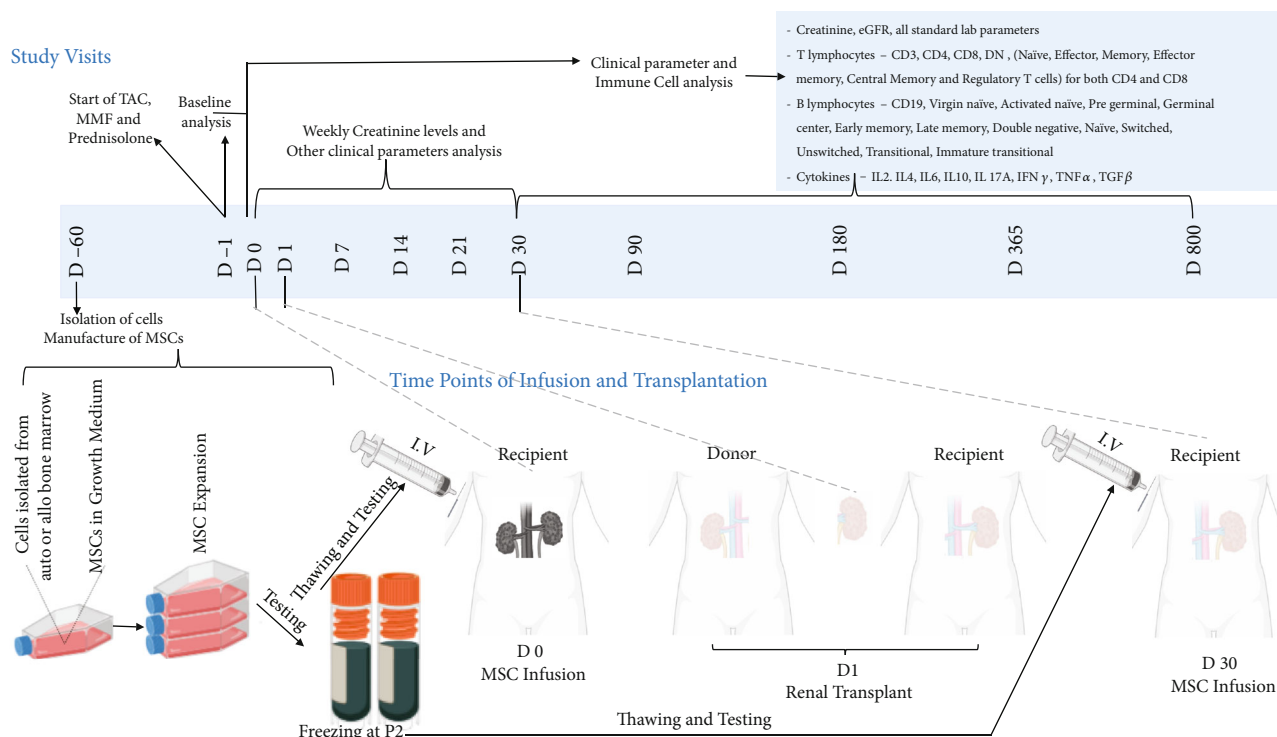 Study Visits
Start of TAC,
MMF and
Prednisolone
Baseline
analysis
Clinical parameter and
Immune Cell analysis
- Creatinine, eGFR, all standard lab parameters
- T lymphocytes – CD3, CD4, CD8, DN , (Naïve, Effector, Memory, Effector
memory, Central Memory and Regulatory T cells) for both CD4 and CD8
- B lymphocytes – CD19, Virgin naïve, Activated naïve, Pre germinal, Germinal
center, Early memory, Late memory, Double negative, Naïve, Switched,
Unswitched, Transitional, Immature transitional
- Cytokines – IL2. IL4, IL6, IL10, IL 17A, IFN γ , TNFα , TGFβ
Weekly Creatinine levels and
Other clinical parameters analysis
D –60
D –1
D 0
D 1
D 7
D 14
D 21
D 30
D 90
D 180
D 365
D 800
Isolation of cells
Manufacture of MSCs
Time Points of Infusion and Transplantation
Cells isolated from
auto or allo bone marrow
MSCs in Growth Medium
MSC Expansion
Testing
Thawing and Testing
I.V
Recipient
Donor
Recipient
I.V
Recipient
D 0
MSC Infusion
D1
Renal Transplant
D 30
MSC Infusion
Thawing and Testing
Freezing at P2